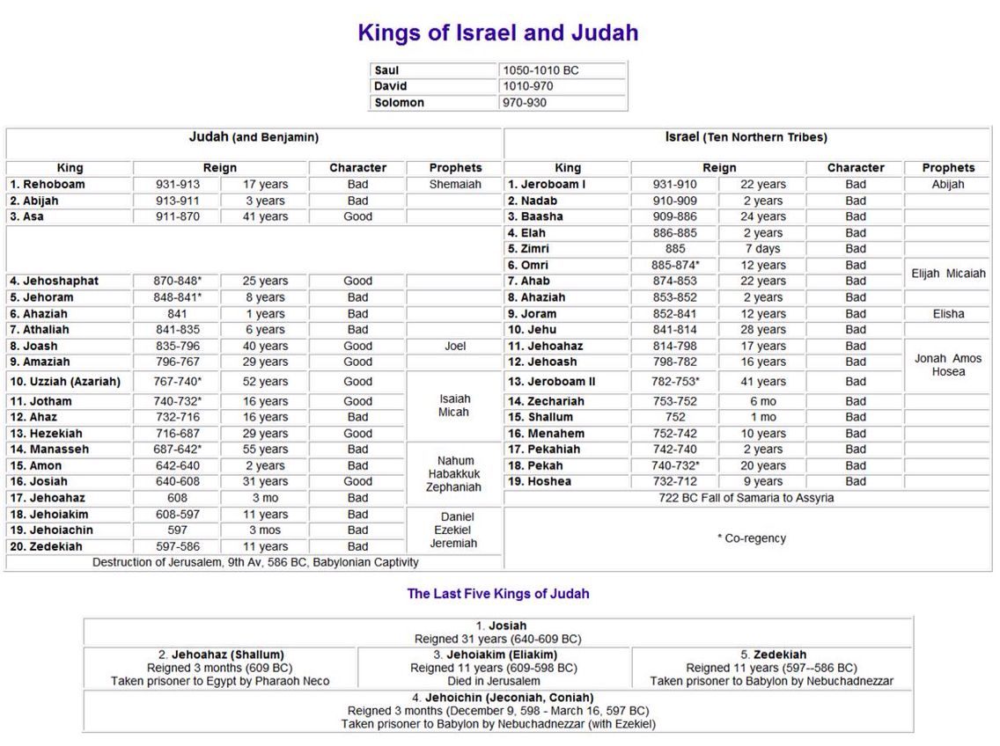 Kings of Israel and Judah
Saul 1050-1010 BC
David 1010-970
Solomon 970-930
Judah (and Benjamin) Israel (Ten Northern Tribes)
King Reign Character Prophets King Reign Character Prophets
1. Rehoboam 931-913 17 years Bad Shemaiah 1. Jeroboam I 931-910 22 years Bad Abijah
2. Abijah 913-911 3 years Bad 2. Nadab 910-909 2 years Bad
3. Asa 911-870 41 years Good 3. Baasha 909-886 24 years Bad
4. Elah 886-885 2 years Bad
5. Zimri 885 7 days Bad
6. Omri 885-874* 12 years Bad
Elijah Micaiah
4. Jehoshaphat 870-848* 25 years Good 7. Ahab 874-853 22 years Bad
5. Jehoram 848-841* 8 years Bad 8. Ahaziah 853-852 2 years Bad
6. Ahaziah 841 1 years Bad 9. Joram 852-841 12 years Bad Elisha
7. Athaliah 841-835 6 years Bad 10. Jehu 841-814 28 years Bad
8. Joash 835-796 40 years Good Joel 11. Jehoahaz 814-798 17 years Bad
Jonah Amos
9. Amaziah 796-767 29 years Good 12. Jehoash 798-782 16 years Bad
Hosea
10. Uzziah (Azariah) 767-740* 52 years Good 13. Jeroboam II 782-753* 41 years Bad
Isaiah
11. Jotham 740-732* 16 years Good 14. Zechariah 753-752 6 mo Bad
Micah
12. Ahaz 732-716 16 years Bad 15. Shallum 752 1 mo Bad
13. Hezekiah 716-687 29 years Good 16. Menahem 752-742 10 years Bad
14. Manasseh 687-642* 55 years Bad 17. Pekahiah 742-740 2 years Bad
Nahum
15. Amon 642-640 2 years Bad 18. Pekah 740-732* 20 years Bad
Habakkuk
16. Josiah 640-608 31 years Good 19. Hoshea 732-712 9 years Bad
Zephaniah
17. Jehoahaz 608 3 mo Bad 722 BC Fall of Samaria to Assyria
18. Jehoiakim 608-597 11 years Bad Daniel
19. Jehoiachin 597 3 mos Bad Ezekiel
* Co-regency
20. Zedekiah 597-586 11 years Bad Jeremiah
Destruction of Jerusalem, 9th Av, 586 BC, Babylonian Captivity
The Last Five Kings of Judah
1. Josiah
Reigned 31 years (640-609 BC)
2. Jehoahaz (Shallum) 3. Jehoiakim (Eliakim) 5. Zedekiah
Reigned 3 months (609 BC) Reigned 11 years (609-598 BC) Reigned 11 years (597--586 BC)
Taken prisoner to Egypt by Pharaoh Neco Died in Jerusalem Taken prisoner to Babylon by Nebuchadnezzar
4. Jehoichin (Jeconiah, Coniah)
Reigned 3 months (December 9, 598 - March 16, 597 BC)
Taken prisoner to Babylon by Nebuchadnezzar (with Ezekiel)